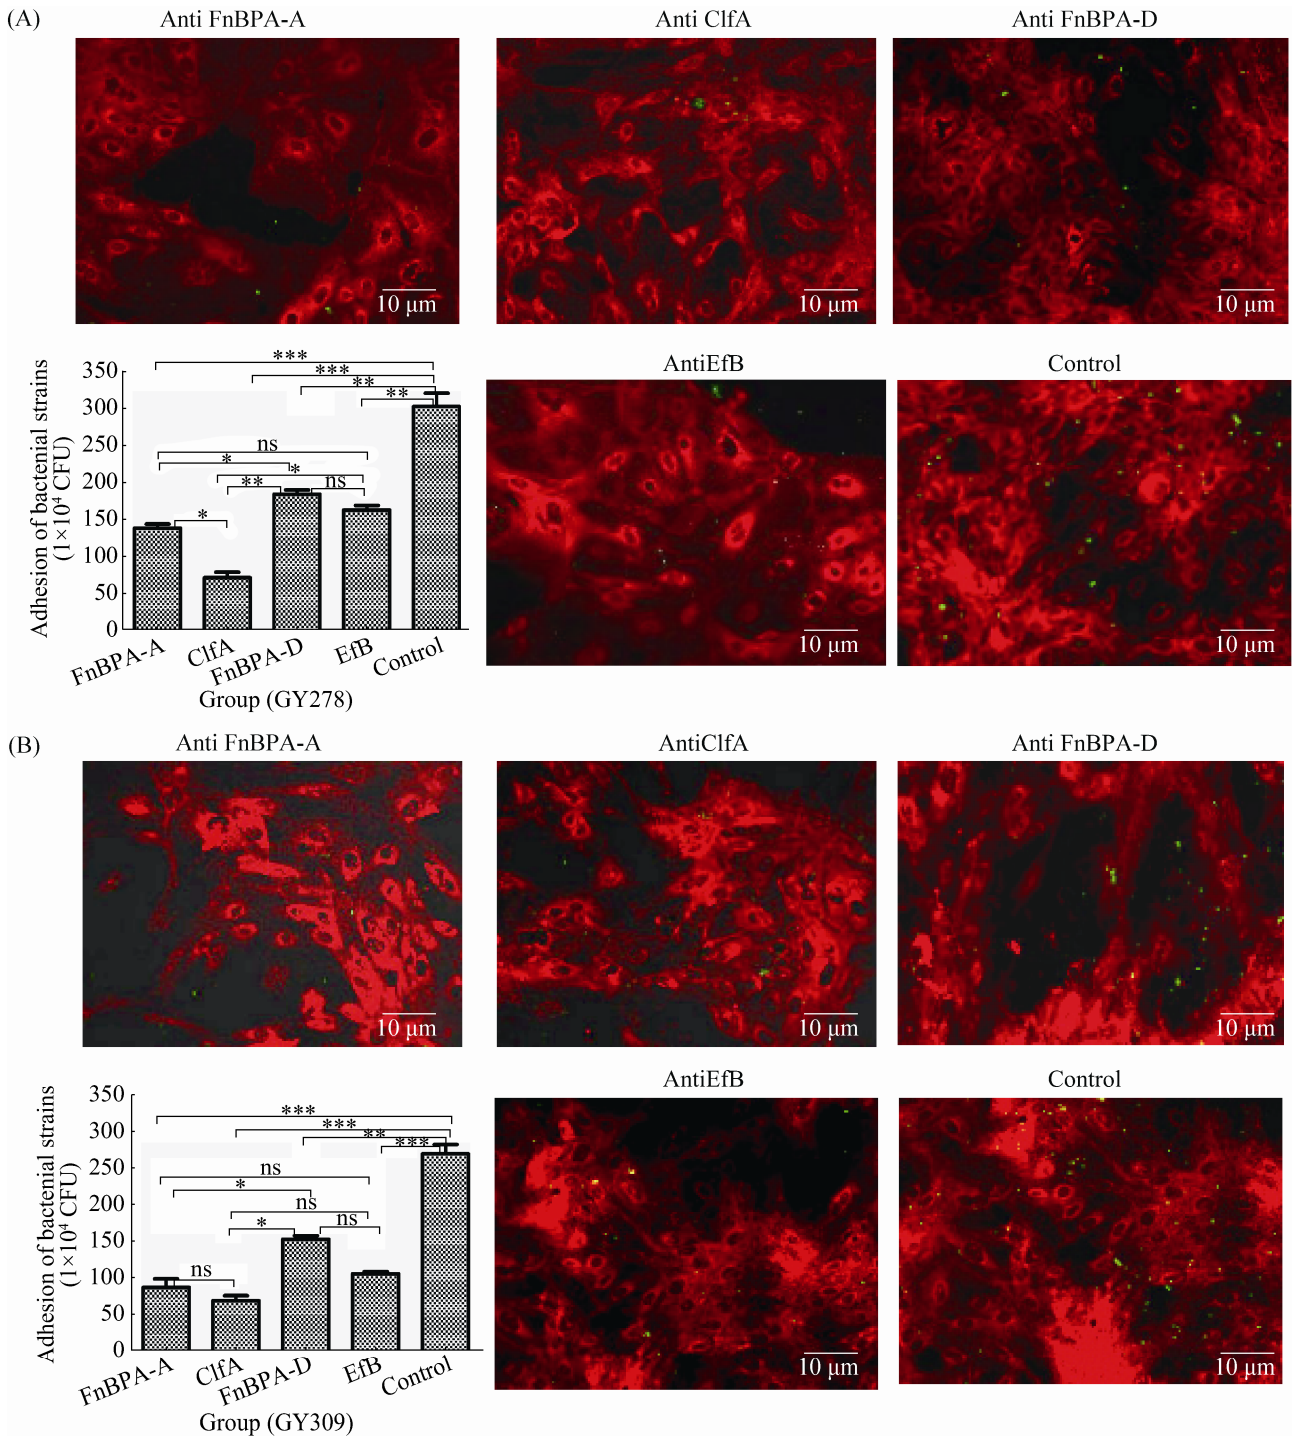 (A)
Anti FnBPA-A
Anti ClfA
Anti FnBPA-D
10 μm
10 μm
10 μm
AntiEfB
Control
Adhesion of bactenial strains
(1×10⁴ CFU)
350
300
250
200
150
100
50
0
***
***
**
**
ns
*
*
**
ns
*
FnBPA-A
ClfA
FnBPA-D
EfB
Control
Group (GY278)
10 μm
10 μm
(B)
Anti FnBPA-A
AntiClfA
Anti FnBPA-D
10 μm
10 μm
10 μm
AntiEfB
Control
Adhesion of bactenial strains
(1×10⁴ CFU)
350
300
250
200
150
100
50
0
***
***
**
***
ns
*
ns
*
ns
ns
FnBPA-A
ClfA
FnBPA-D
EfB
Control
Group (GY309)
10 μm
10 μm